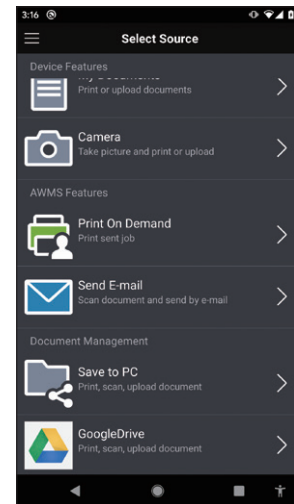 3:16
Select Source
Device Features
My Documents
Print or upload documents
Camera
Take picture and print or upload
AWMS Features
Print On Demand
Print sent job
Send E-mail
Scan document and send by e-mail
Document Management
Save to PC
Print, scan, upload document
GoogleDrive
Print, scan, upload document